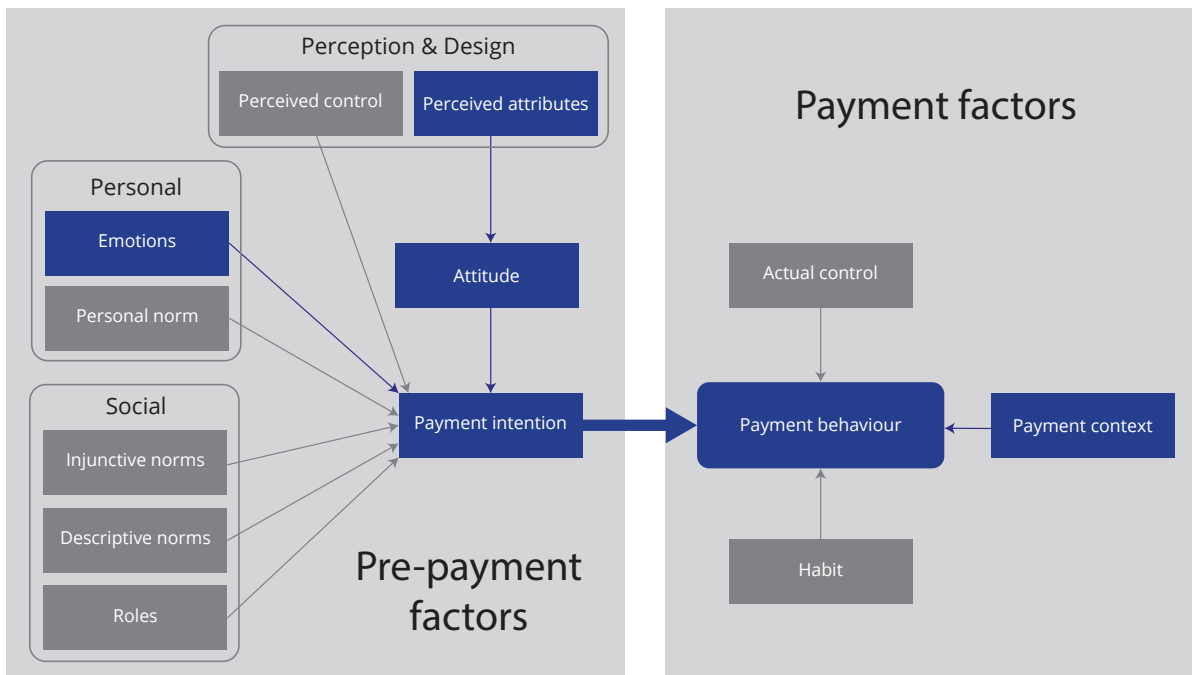 Perception & Design
Perceived control
Perceived attributes
Personal
Emotions
Personal norm
Attitude
Social
Injunctive norms
Descriptive norms
Roles
Payment intention
Pre-payment
factors
Payment factors
Actual control
Payment behaviour
Payment context
Habit